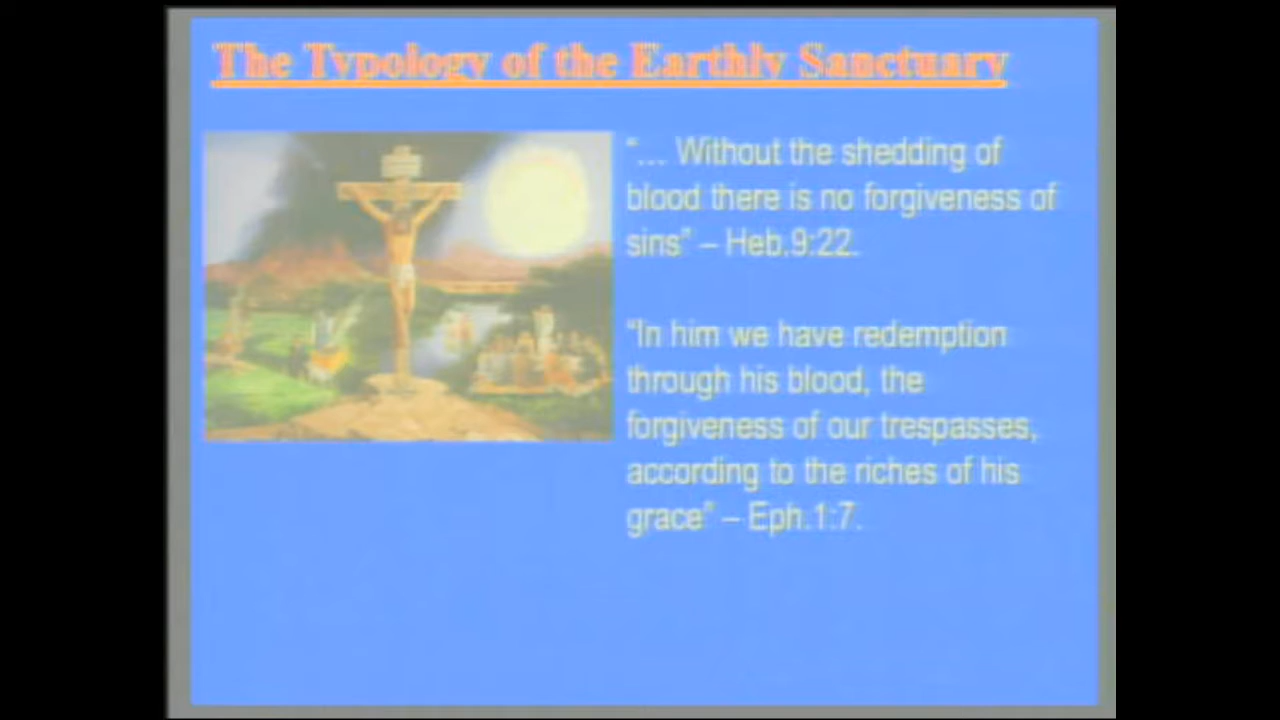 The Typology of the Earthly Sanctuary
"... Without the shedding of
blood there is no forgiveness of
sins" – Heb.9:22.
"In him we have redemption
through his blood, the
forgiveness of our trespasses,
according to the riches of his
grace" – Eph.1:7.